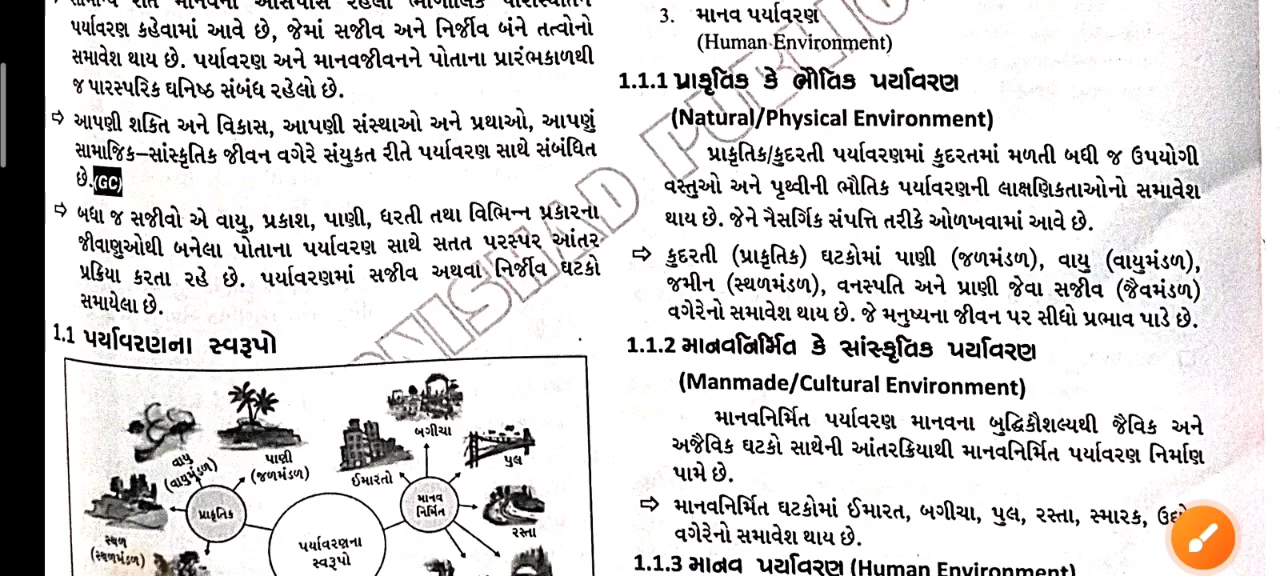 સામાન્ય રીતે માનવના આસપાસ રહેલી ભૌગોલિક પરિસ્થિતિને
પર્યાવરણ કહેવામાં આવે છે, જેમાં સજીવ અને નિર્જીવ બંને તત્વોનો
સમાવેશ થાય છે. પર્યાવરણ અને માનવજીવનને પોતાના પ્રારંભકાળથી
જ પારસ્પરિક ઘનિષ્ઠ સંબંધ રહેલો છે.
⇨ આપણી શક્તિ અને વિકાસ, આપણી સંસ્થાઓ અને પ્રથાઓ, આપણું
સામાજિક–સાંસ્કૃતિક જીવન વગેરે સંયુકત રીતે પર્યાવરણ સાથે સંબંધિત
છે.(GC)
⇨ બધા જ સજીવો એ વાયુ, પ્રકાશ, પાણી, ધરતી તથા વિભિન્ન પ્રકારના
જીવાણુઓથી બનેલા પોતાના પર્યાવરણ સાથે સતત પરસ્પર આંતર
પ્રક્રિયા કરતા રહે છે. પર્યાવરણમાં સજીવ અથવા નિર્જીવ ઘટકો
સમાયેલા છે.
1.1 પર્યાવરણના સ્વરૂપો
વાયુ
(વાયુમંડળ)
પાણી
(જળમંડળ)
સ્થળ
(સ્થળમંડળ)
પ્રાકૃતિક
પર્યાવરણના
સ્વરૂપો
માનવ
નિર્મિત
ઈમારતો
બગીચા
પુલ
રસ્તા
3. માનવ પર્યાવરણ
(Human Environment)
1.1.1 પ્રાકૃતિક કે ભૌતિક પર્યાવરણ
(Natural/Physical Environment)
પ્રાકૃતિક/કુદરતી પર્યાવરણમાં કુદરતમાં મળતી બધી જ ઉપયોગી
વસ્તુઓ અને પૃથ્વીની ભૌતિક પર્યાવરણની લાક્ષણિકતાઓનો સમાવેશ
થાય છે. જેને નૈસર્ગિક સંપત્તિ તરીકે ઓળખવામાં આવે છે.
⇨ કુદરતી (પ્રાકૃતિક) ઘટકોમાં પાણી (જળમંડળ), વાયુ (વાયુમંડળ),
જમીન (સ્થળમંડળ), વનસ્પતિ અને પ્રાણી જેવા સજીવ (જૈવમંડળ)
વગેરેનો સમાવેશ થાય છે. જે મનુષ્યના જીવન પર સીધો પ્રભાવ પાડે છે.
1.1.2 માનવનિર્મિત કે સાંસ્કૃતિક પર્યાવરણ
(Manmade/Cultural Environment)
માનવનિર્મિત પર્યાવરણ માનવના બુદ્ધિકૌશલ્યથી જૈવિક અને
અજૈવિક ઘટકો સાથેની આંતરક્રિયાથી માનવનિર્મિત પર્યાવરણ નિર્માણ
પામે છે.
⇨ માનવનિર્મિત ઘટકોમાં ઈમારત, બગીચા, પુલ, રસ્તા, સ્મારક,
વગેરેનો સમાવેશ થાય છે.
1.1.3 માનવ પર્યાવરણ (Human Environment)